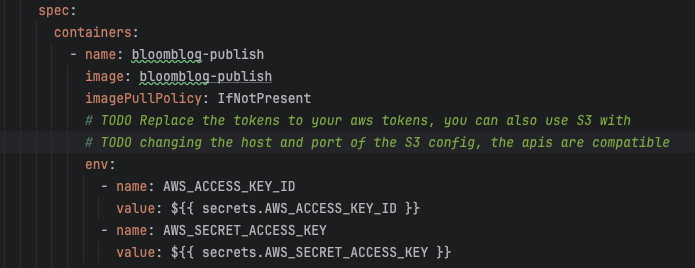 spec:
containers:
- name: bloomblog-publish
image: bloomblog-publish
imagePullPolicy: IfNotPresent
# TODO Replace the tokens to your aws tokens, you can also use S3 with
# TODO changing the host and port of the S3 config, the apis are compatible
env:
- name: AWS_ACCESS_KEY_ID
value: ${{ secrets.AWS_ACCESS_KEY_ID }}
- name: AWS_SECRET_ACCESS_KEY
value: ${{ secrets.AWS_SECRET_ACCESS_KEY }}